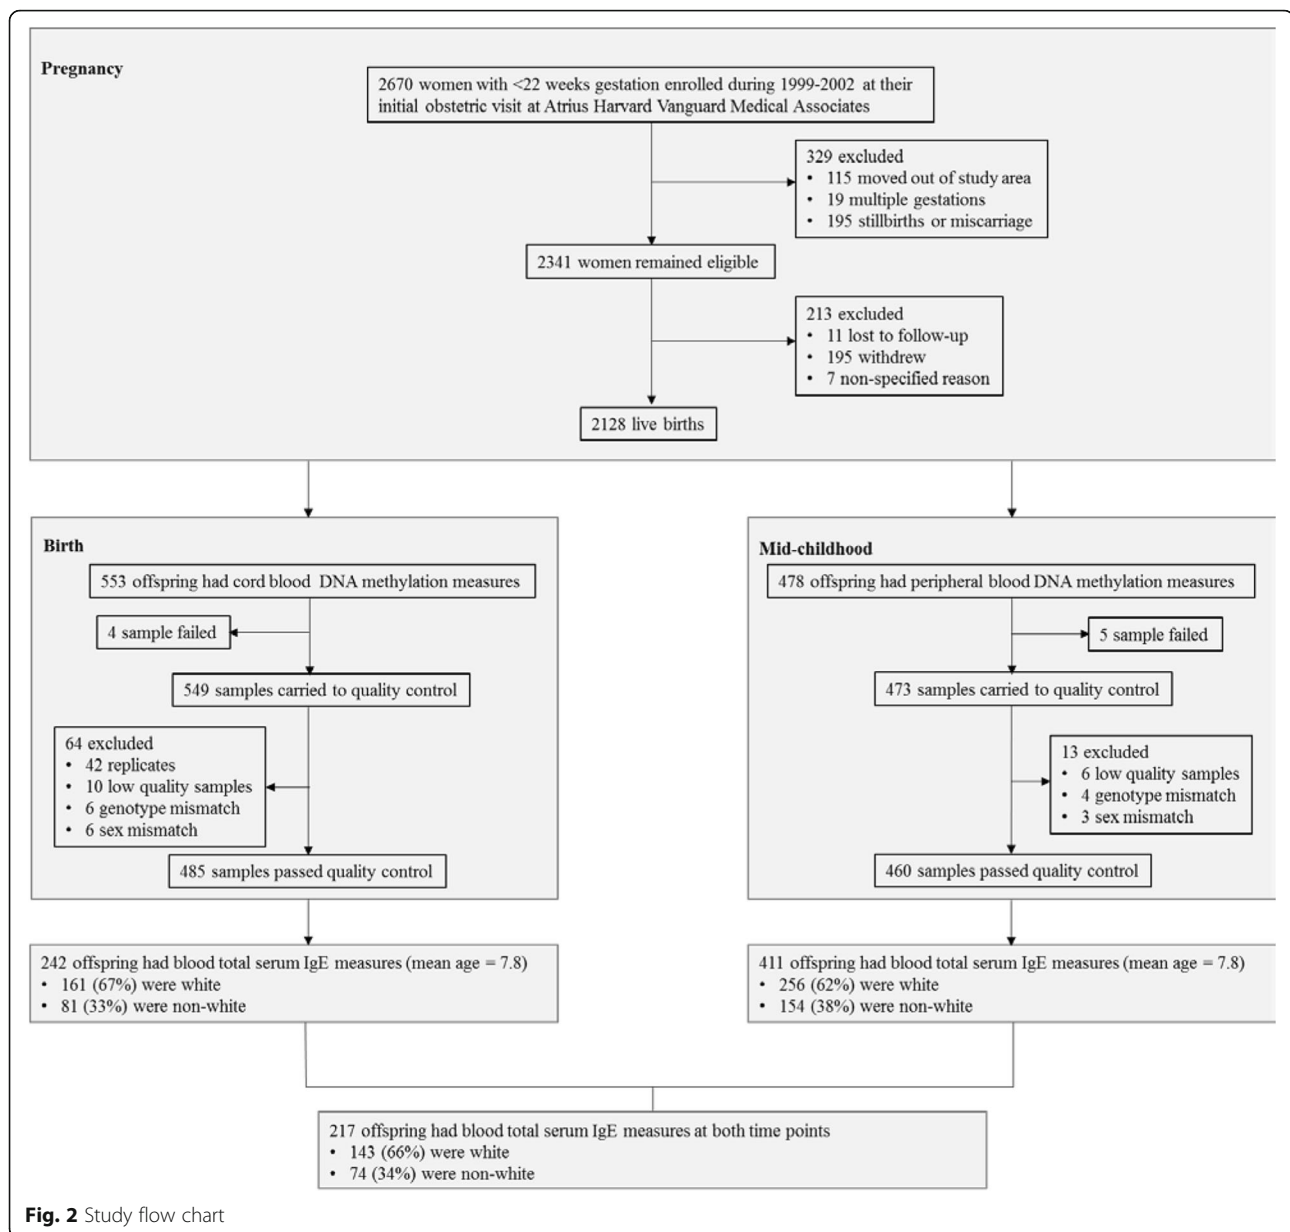 Pregnancy
2670 women with <22 weeks gestation enrolled during 1999-2002 at their
initial obstetric visit at Atrius Harvard Vanguard Medical Associates
329 excluded
• 115 moved out of study area
• 19 multiple gestations
• 195 stillbirths or miscarriage
2341 women remained eligible
213 excluded
• 11 lost to follow-up
• 195 withdrew
• 7 non-specified reason
2128 live births
Birth
553 offspring had cord blood DNA methylation measures
4 sample failed
549 samples carried to quality control
64 excluded
• 42 replicates
• 10 low quality samples
• 6 genotype mismatch
• 6 sex mismatch
485 samples passed quality control
242 offspring had blood total serum IgE measures (mean age = 7.8)
• 161 (67%) were white
• 81 (33%) were non-white
Mid-childhood
478 offspring had peripheral blood DNA methylation measures
5 sample failed
473 samples carried to quality control
13 excluded
• 6 low quality samples
• 4 genotype mismatch
• 3 sex mismatch
460 samples passed quality control
411 offspring had blood total serum IgE measures (mean age = 7.8)
• 256 (62%) were white
• 154 (38%) were non-white
217 offspring had blood total serum IgE measures at both time points
• 143 (66%) were white
• 74 (34%) were non-white
Fig. 2 Study flow chart